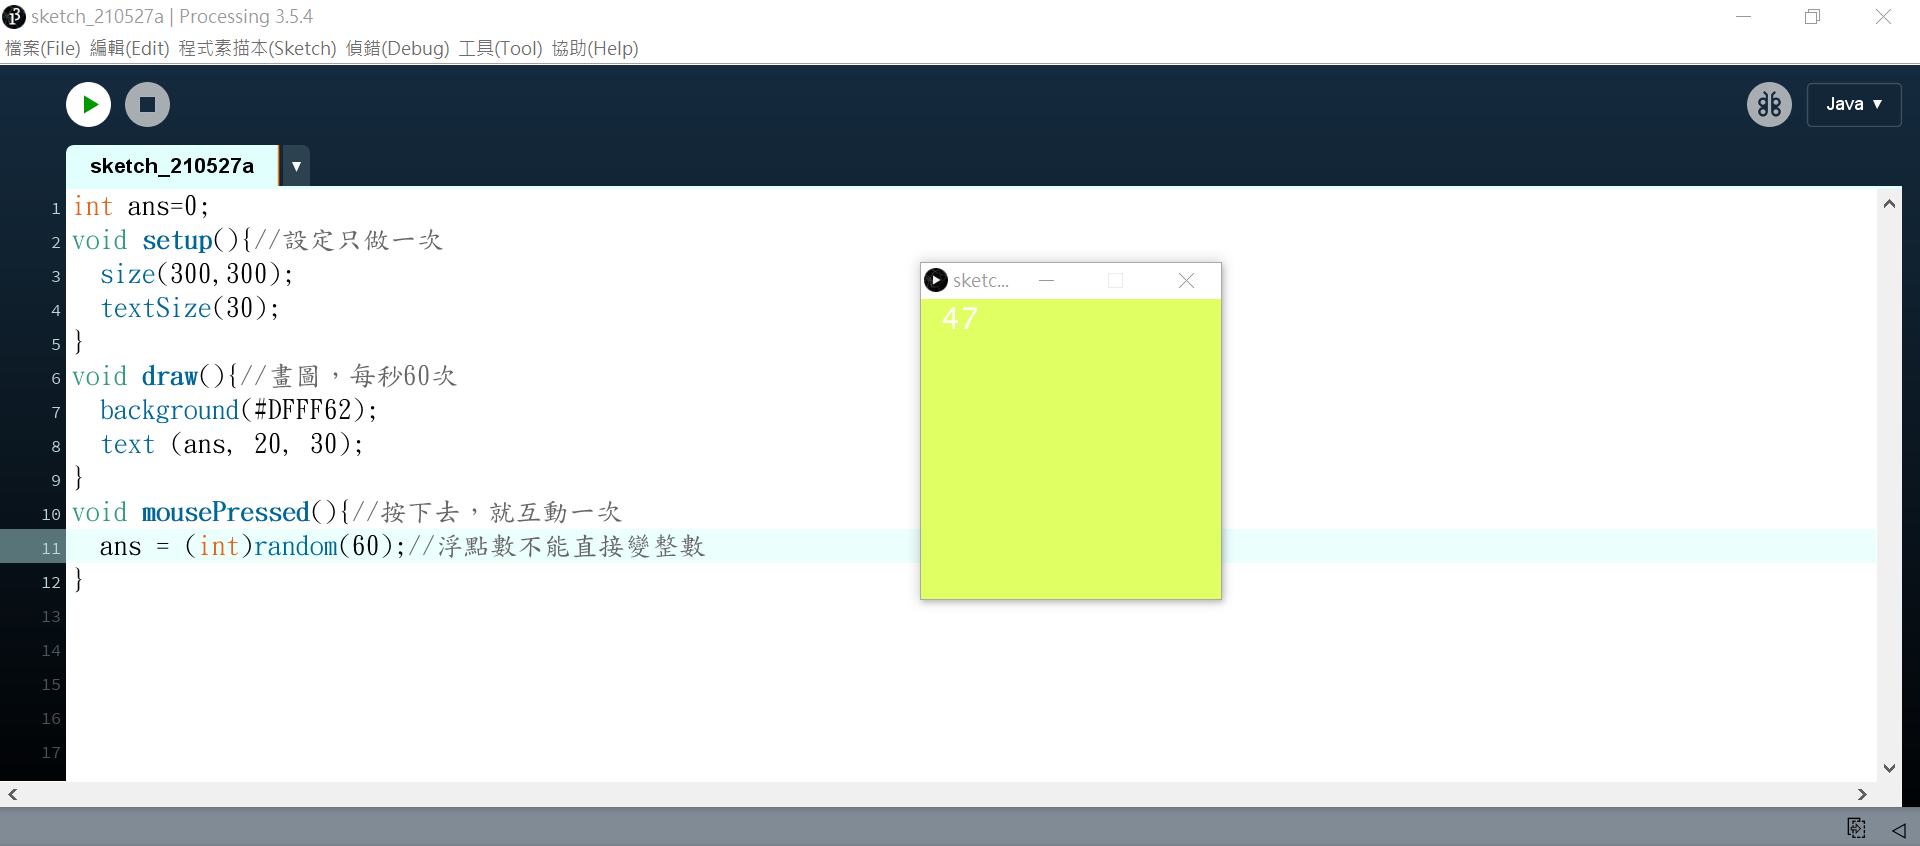 sketch_210527a | Processing 3.5.4
檔案(File) 編輯(Edit) 程式素描本(Sketch) 偵錯(Debug) 工具(Tool) 協助(Help)
Java ▼
sketch_210527a ▼
1 int ans=0;
2 void setup(){//設定只做一次
3 size(300,300);
4 textSize(30);
5 }
6 void draw(){//畫圖，每秒60次
7 background(#DFFF62);
8 text (ans, 20, 30);
9 }
10 void mousePressed(){//按下去，就互動一次
11 ans = (int)random(60);//浮點數不能直接變整數
12 }
13
14
15
16
17
sketc...
47